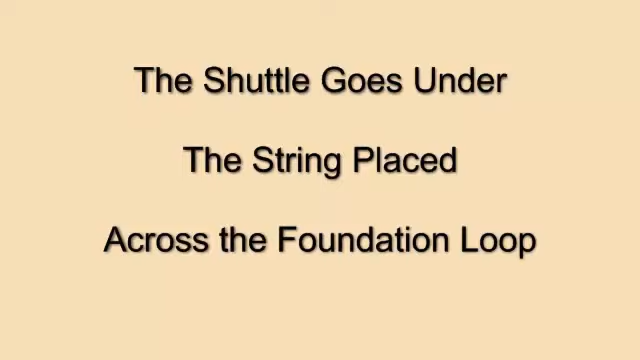 The Shuttle Goes Under
The String Placed
Across the Foundation Loop